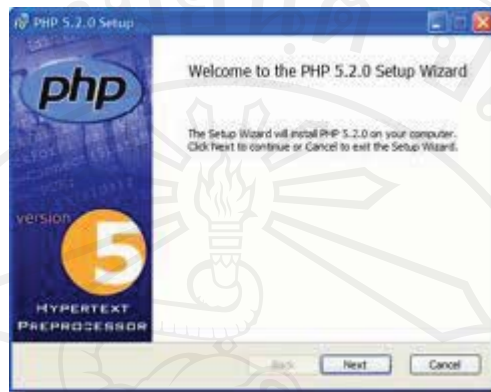 PHP 5.2.0 Setup
php
Welcome to the PHP 5.2.0 Setup Wizard
The Setup Wizard will install PHP 5.2.0 on your computer.
Click Next to continue or Cancel to exit the Setup Wizard.
version
5
HYPERTEXT
PREPROCESSOR
Back Next Cancel